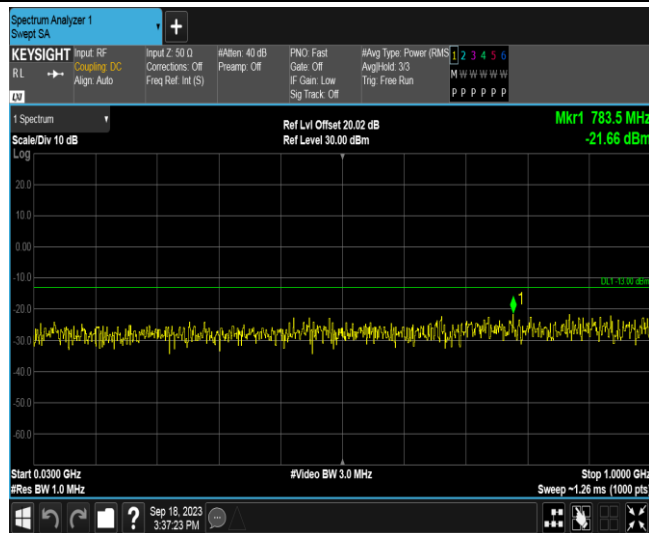 Spectrum Analyzer 1
Swept SA
+
KEYSIGHT
RL
Input: RF
Coupling: DC
Align: Auto
Input Z: 50 Ω
Corrections: Off
Freq Ref: Int (S)
#Atten: 40 dB
Preamp: Off
PNO: Fast
Gate: Off
IF Gain: Low
Sig Track: Off
#Avg Type: Power (RMS
Avg|Hold: 3/3
Trig: Free Run
1 2 3 4 5 6
M W W W W W
P P P P P P
LXI
1 Spectrum
Scale/Div 10 dB
Log
Ref Lvl Offset 20.02 dB
Ref Level 30.00 dBm
Mkr1 783.5 MHz
-21.66 dBm
20.0
10.0
0.00
-10.0
DL1 -13.00 dBm
1
-20.0
-30.0
-40.0
-50.0
-60.0
Start 0.0300 GHz
#Res BW 1.0 MHz
#Video BW 3.0 MHz
Stop 1.0000 GHz
Sweep ~1.26 ms (1000 pts)
?
Sep 18, 2023
3:37:23 PM